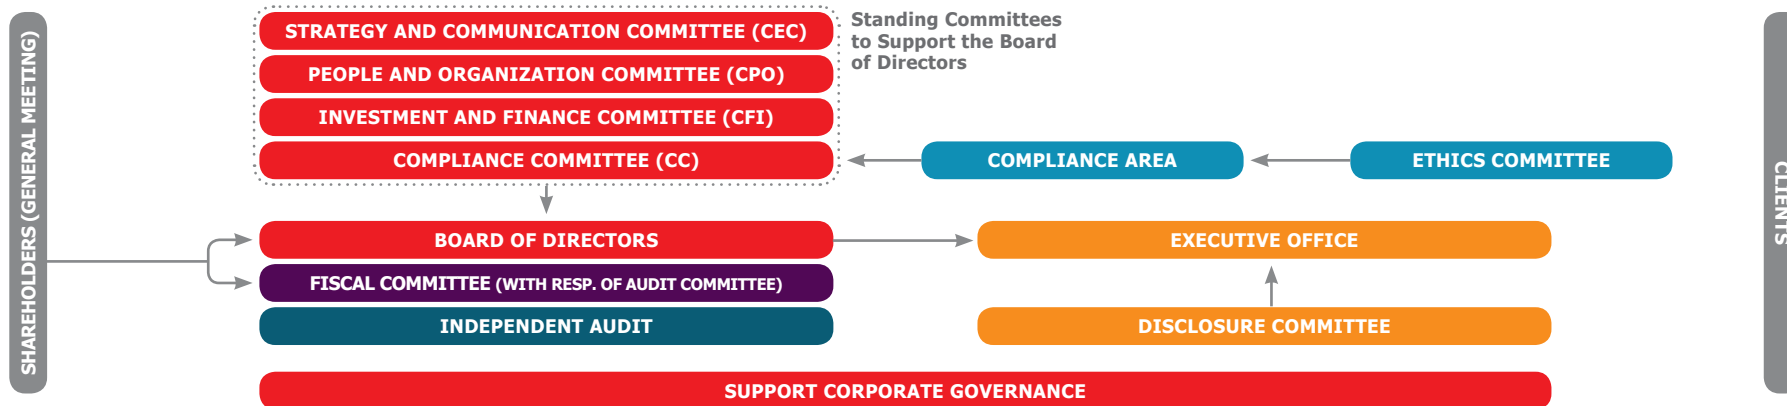 SHAREHOLDERS (GENERAL MEETING)
STRATEGY AND COMMUNICATION COMMITTEE (CEC)
PEOPLE AND ORGANIZATION COMMITTEE (CPO)
INVESTMENT AND FINANCE COMMITTEE (CFI)
COMPLIANCE COMMITTEE (CC)
Standing Committees
to Support the Board
of Directors
COMPLIANCE AREA
ETHICS COMMITTEE
BOARD OF DIRECTORS
EXECUTIVE OFFICE
FISCAL COMMITTEE (WITH RESP. OF AUDIT COMMITTEE)
INDEPENDENT AUDIT
DISCLOSURE COMMITTEE
SUPPORT CORPORATE GOVERNANCE
CLIENTS